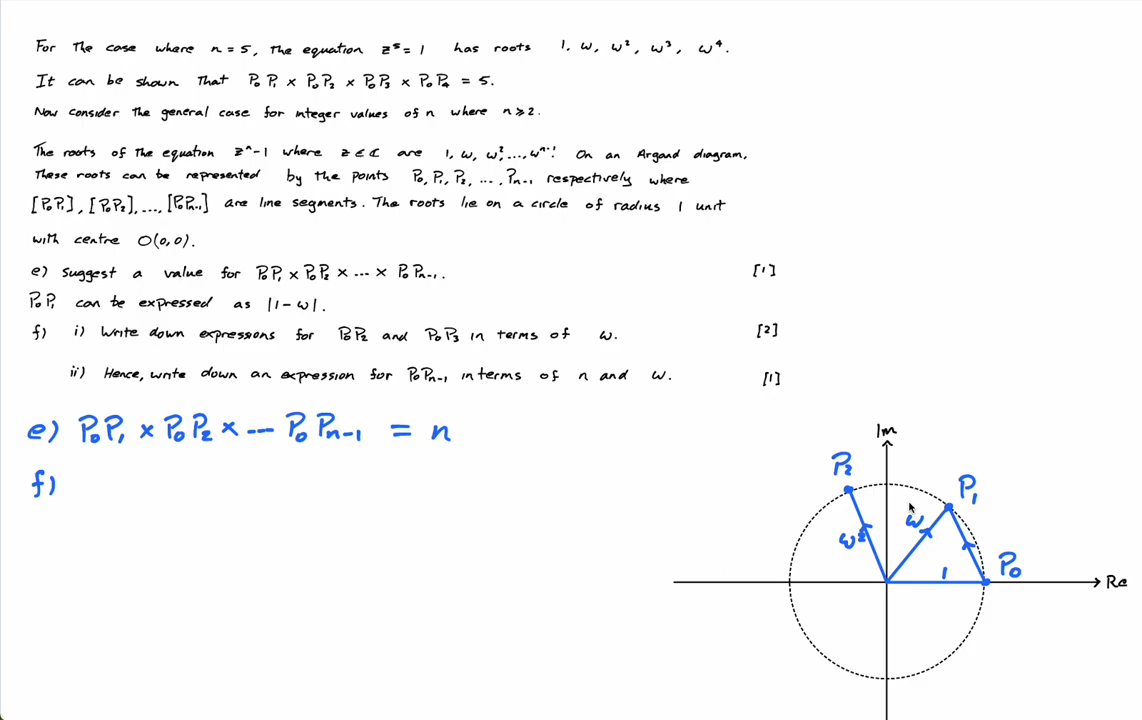 For the case where n = 5, the equation z⁵ = 1 has roots 1, ω, ω², ω³, ω⁴.
It can be shown that P₀P₁ × P₀P₂ × P₀P₃ × P₀P₄ = 5.
Now consider the general case for integer values of n where n ⩾ 2.
The roots of the equation zⁿ-1 where z ∈ ℂ are 1, ω, ω², ..., ωⁿ⁻¹. On an Argand diagram,
these roots can be represented by the points P₀, P₁, P₂, ..., Pₙ₋₁ respectively where
[P₀P₁], [P₀P₂], ..., [P₀Pₙ₋₁] are line segments. The roots lie on a circle of radius 1 unit
with centre O(0,0).
e) Suggest a value for P₀P₁ × P₀P₂ × ... × P₀Pₙ₋₁. [1]
P₀P₁ can be expressed as |1-ω|.
f) i) Write down expressions for P₀P₂ and P₀P₃ in terms of ω. [2]
ii) Hence, write down an expression for P₀Pₙ₋₁ in terms of n and ω. [1]
e) P₀P₁ × P₀P₂ × --- P₀Pₙ₋₁ = n
f)
Im
P₂
P₁
ω
ω²
1
P₀
Re